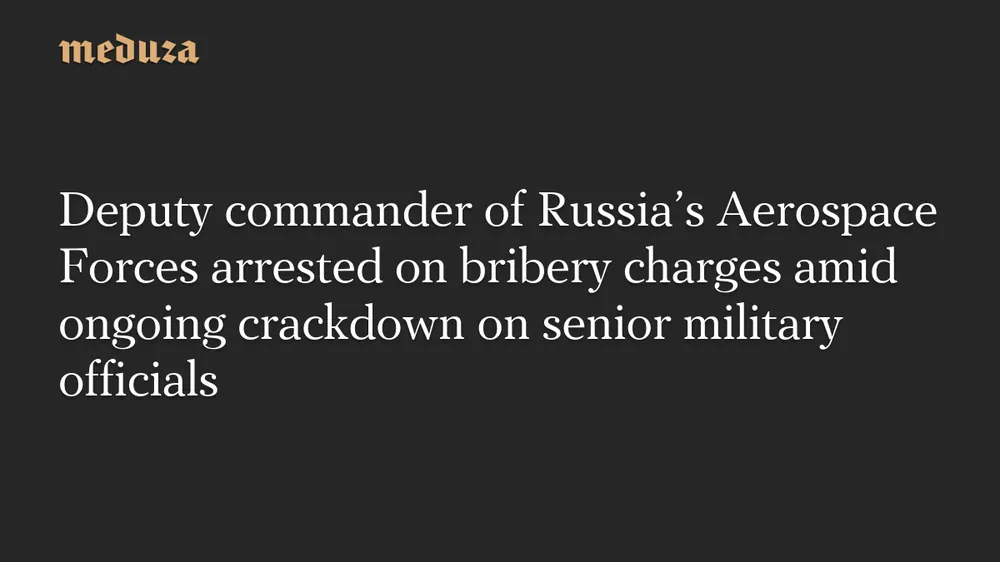 meduza
Deputy commander of Russia’s Aerospace
Forces arrested on bribery charges amid
ongoing crackdown on senior military
officials